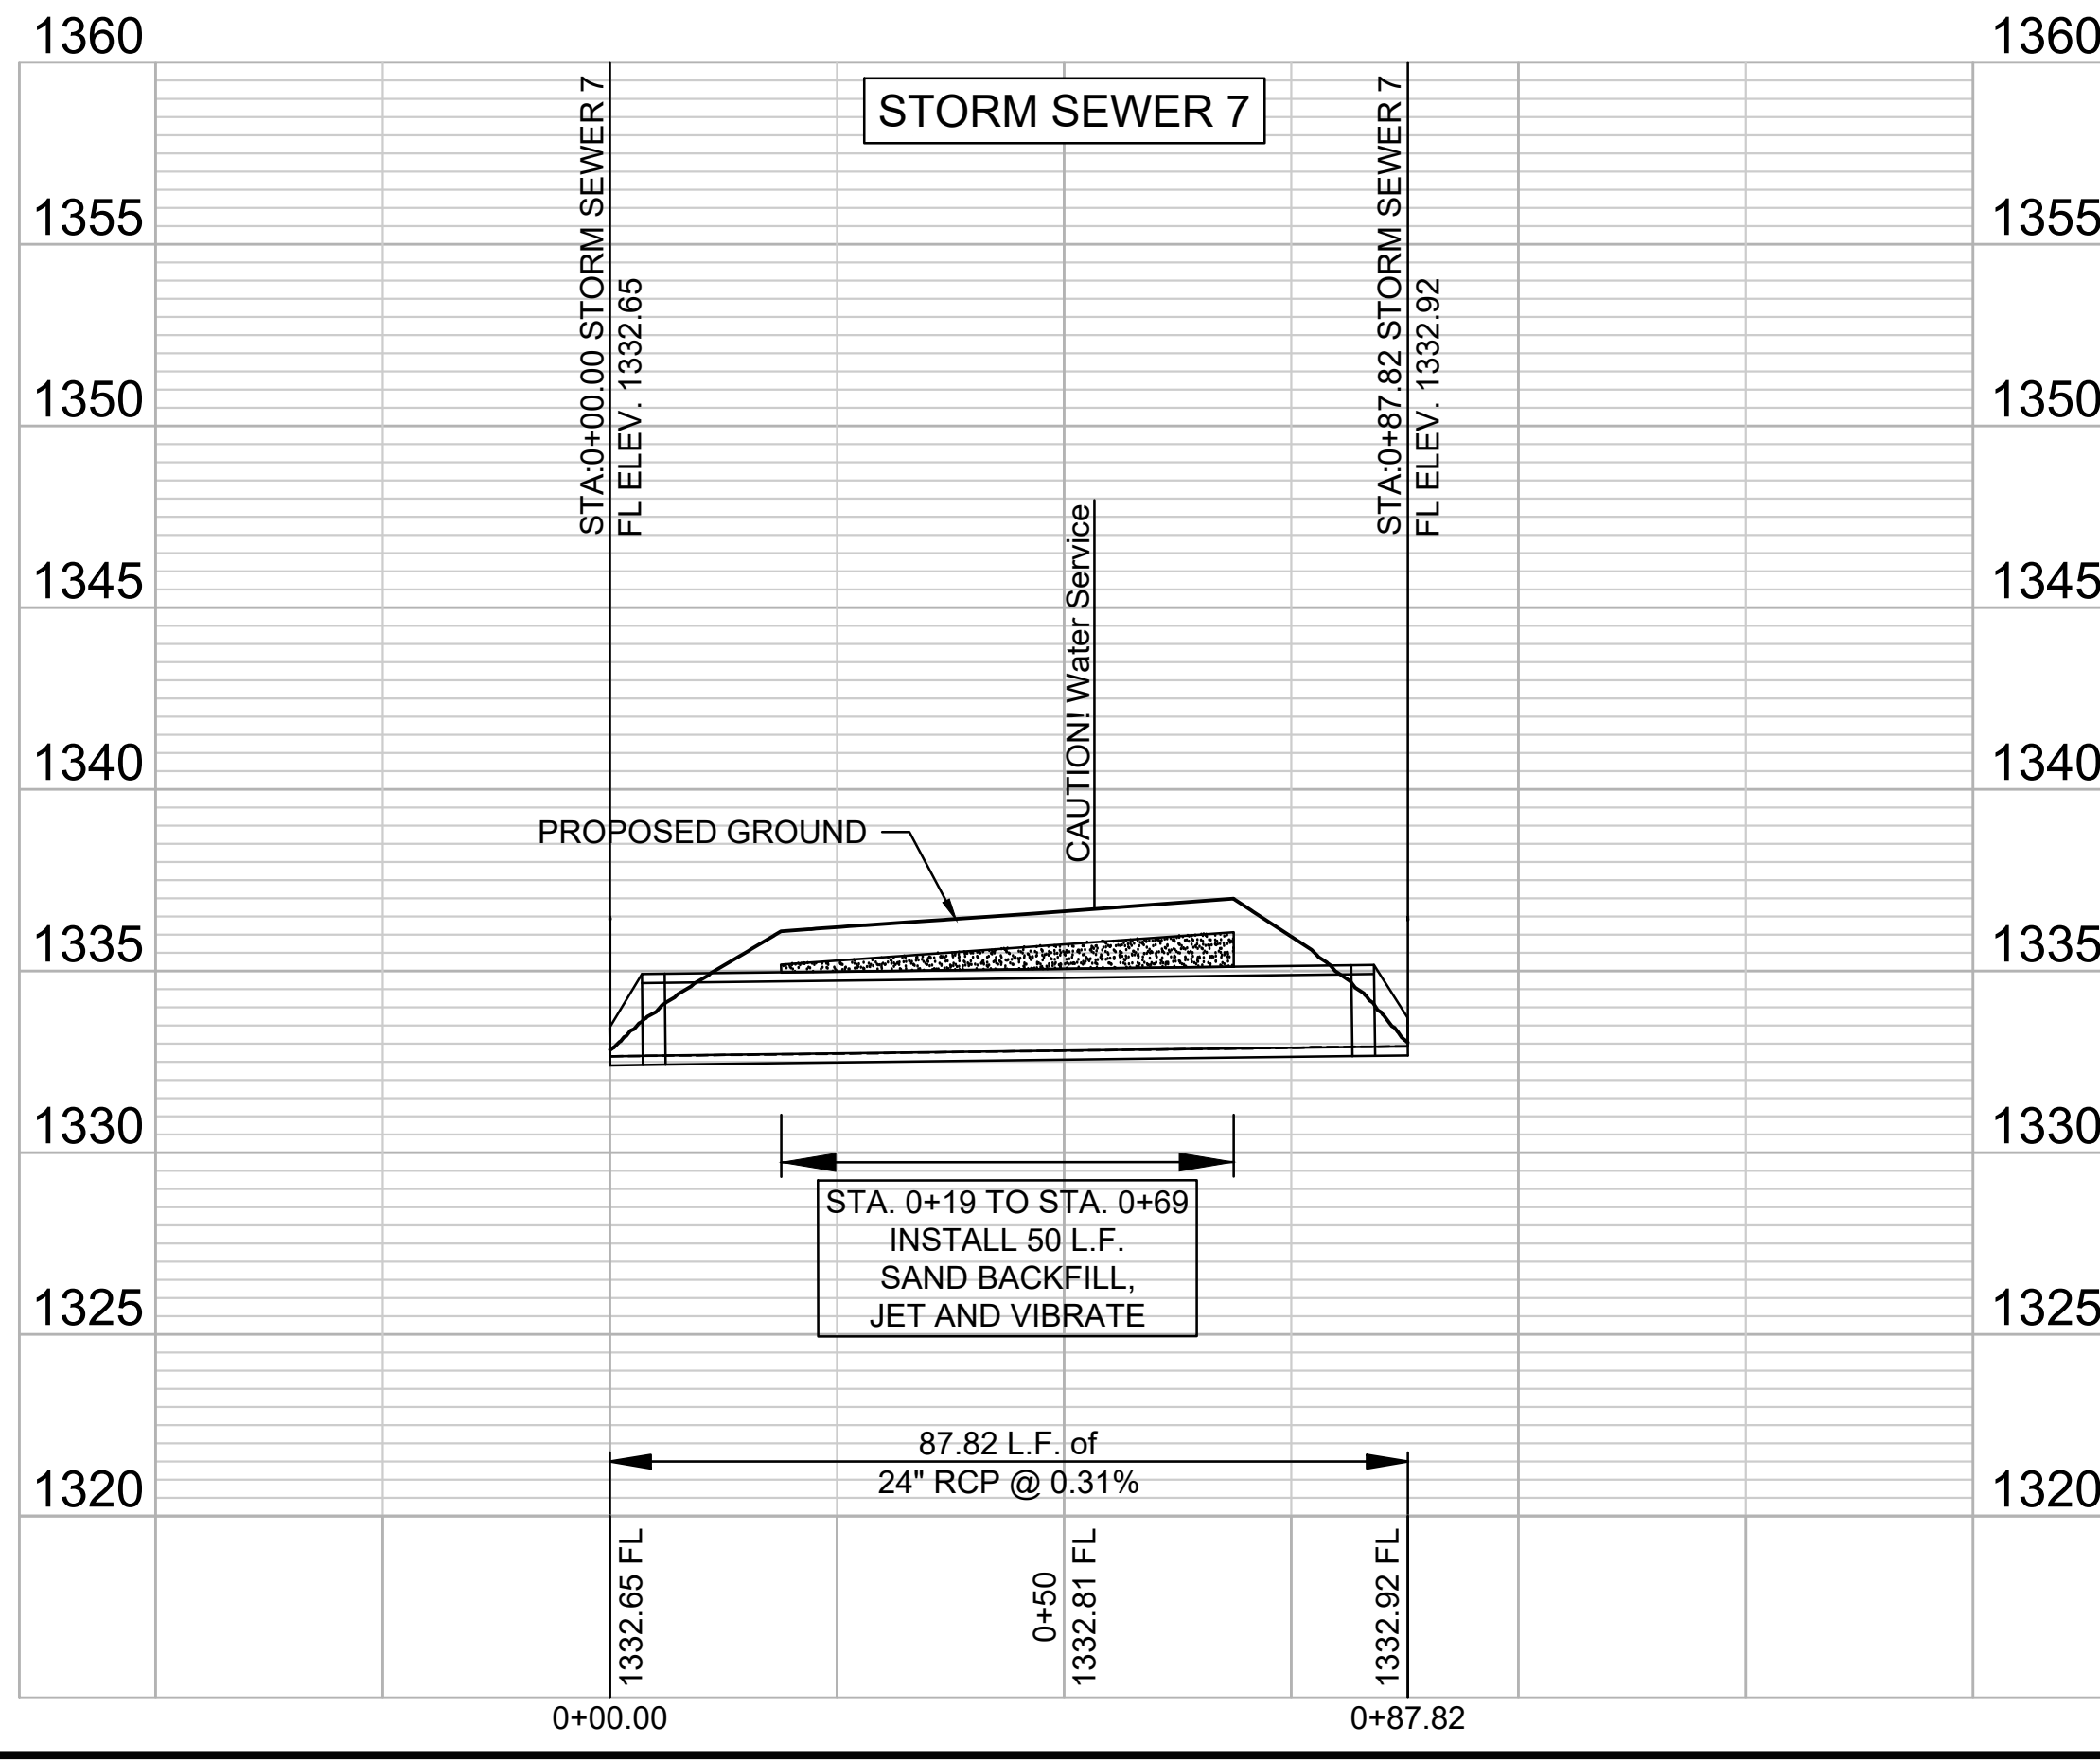 1360
1360
STORM SEWER 7
STA:0+00.00 STORM SEWER 7
FL ELEV. 1332.65
STA:0+87.82 STORM SEWER 7
FL ELEV. 1332.92
1355
1355
1350
1350
CAUTION! Water Service
1345
1345
1340
1340
PROPOSED GROUND
1335
1335
1330
1330
STA. 0+19 TO STA. 0+69
INSTALL 50 L.F.
SAND BACKFILL,
JET AND VIBRATE
1325
1325
87.82 L.F. of
24" RCP @ 0.31%
1320
1320
1332.65 FL
0+50
1332.81 FL
1332.92 FL
0+00.00
0+87.82